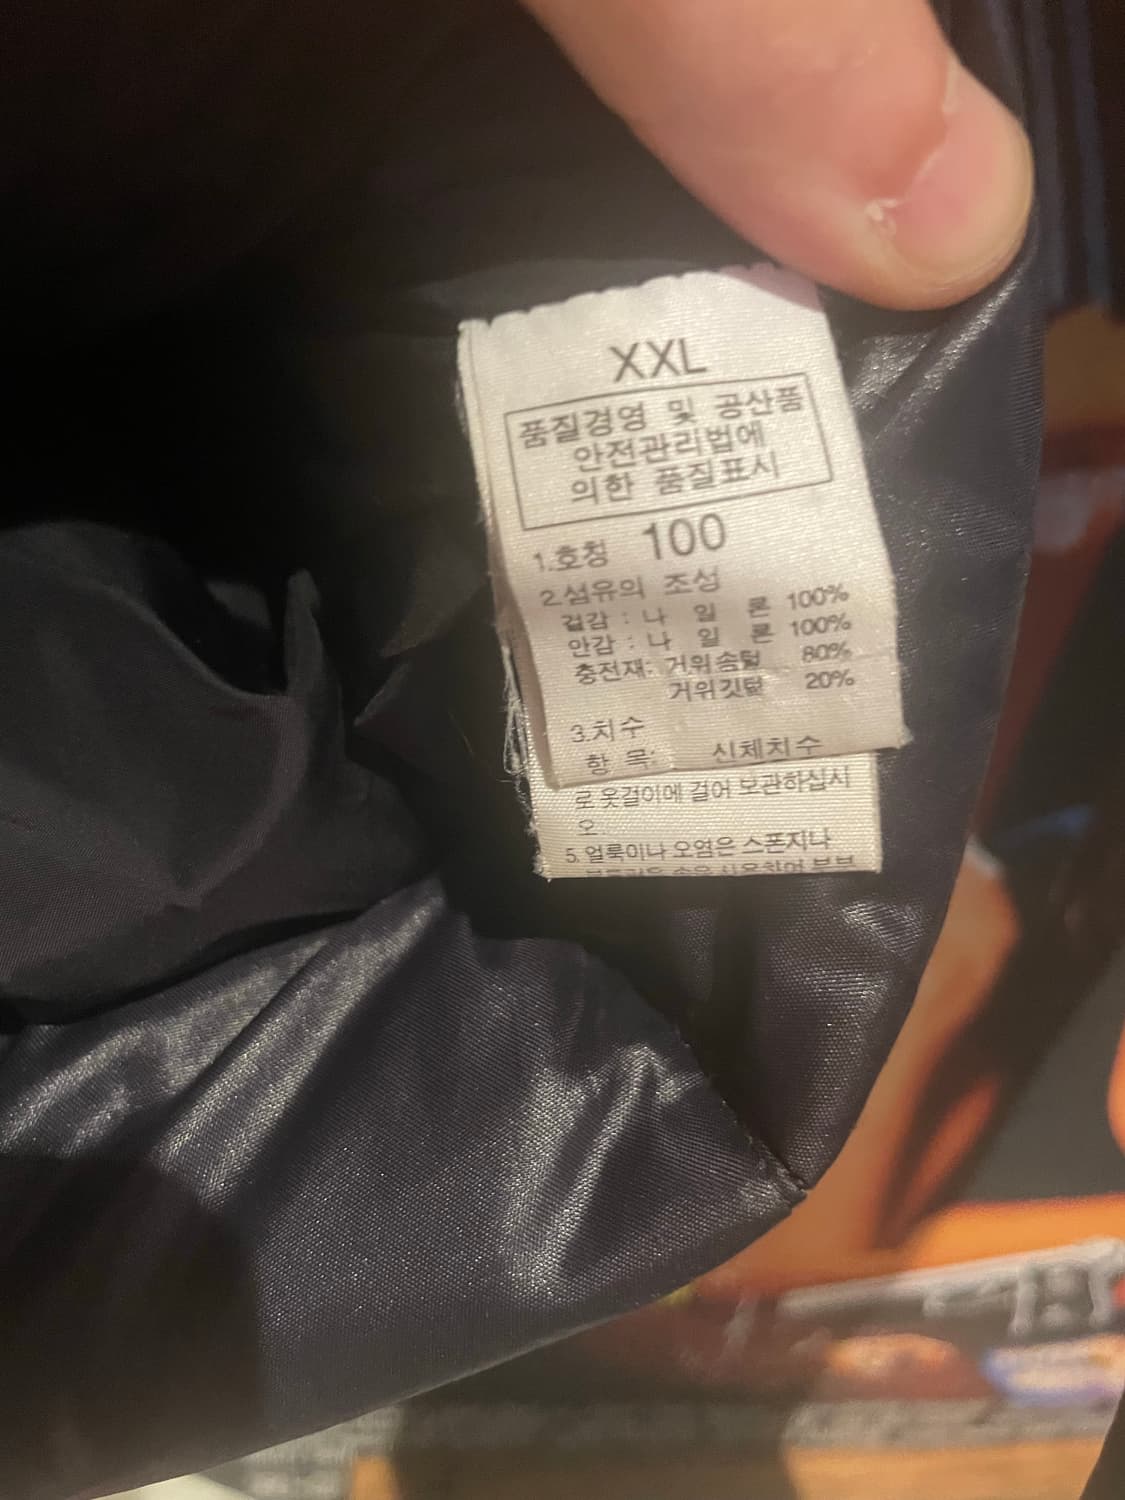 XXL
품질경영 및 공산품
안전관리법에
의한 품질표시
1.호칭 100
2.섬유의 조성
겉감 : 나 일 론 100%
안감 : 나 일 론 100%
충전재: 거위솜털 80%
거위깃털 20%
3.치수
항 목: 신체치수
로 옷걸이에 걸어 보관하십시
오.
5. 얼룩이나 오염은 스폰지나